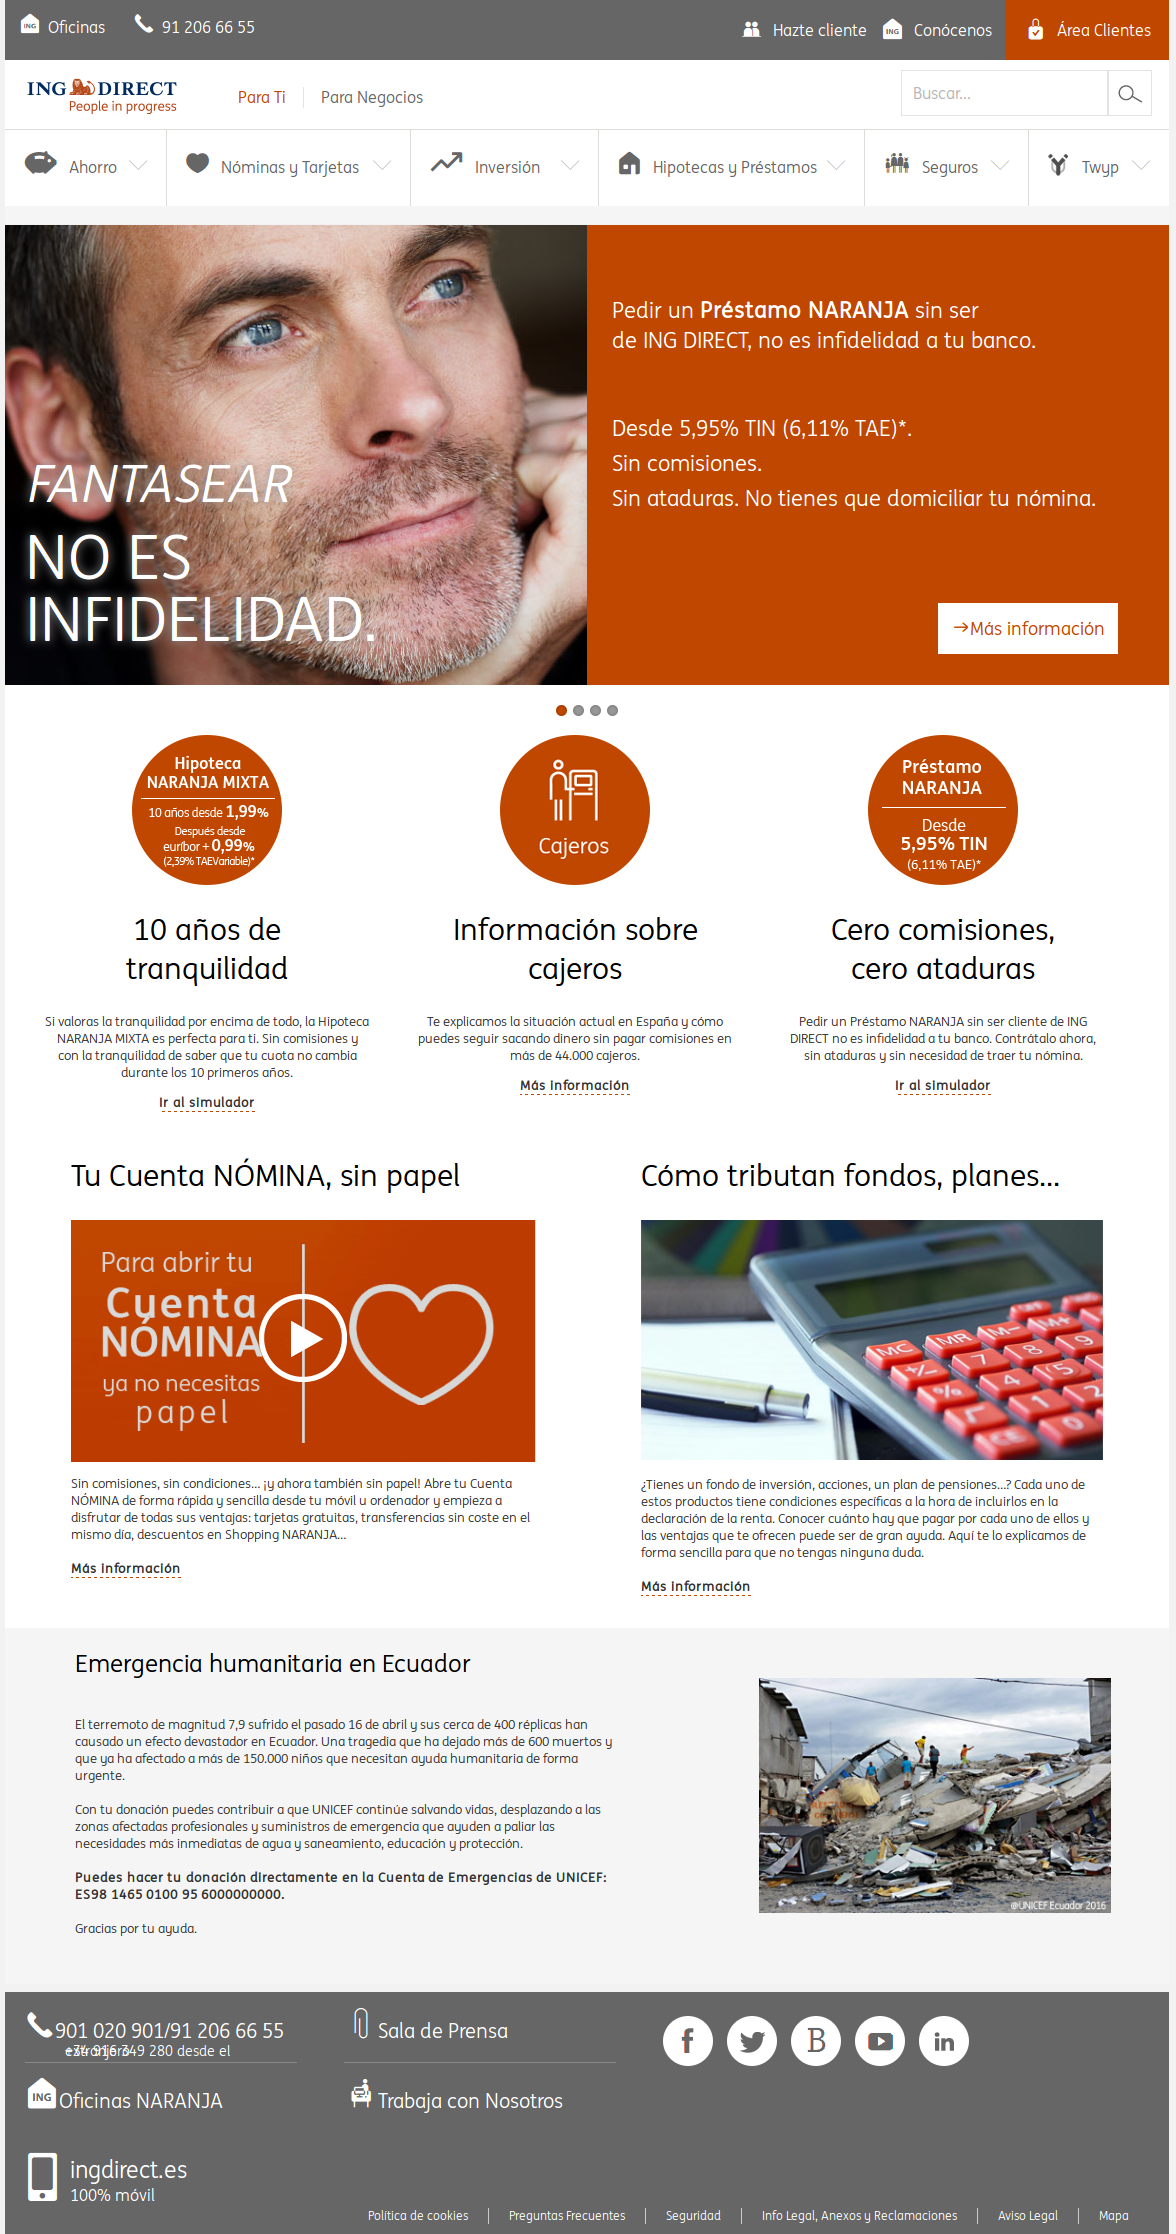 Oficinas
91 206 66 55
Hazte cliente
ING
Conócenos
Área Clientes
ING DIRECT
People in progress
Para Ti
Para Negocios
Buscar...
Ahorro
Nóminas y Tarjetas
Inversión
Hipotecas y Préstamos
Seguros
Twyp
FANTASEAR
NO ES
INFIDELIDAD.
Pedir un Préstamo NARANJA sin ser
de ING DIRECT, no es infidelidad a tu banco.
Desde 5,95% TIN (6,11% TAE)*.
Sin comisiones.
Sin ataduras. No tienes que domiciliar tu nómina.
→Más información
Hipoteca
NARANJA MIXTA
10 años desde 1,99%
Después desde
euríbor + 0,99%
(2,39% TAEVariable)*
Cajeros
Préstamo
NARANJA
Desde
5,95% TIN
(6,11% TAE)*
10 años de
tranquilidad
Si valoras la tranquilidad por encima de todo, la Hipoteca
NARANJA MIXTA es perfecta para ti. Sin comisiones y
con la tranquilidad de saber que tu cuota no cambia
durante los 10 primeros años.
Ir al simulador
Información sobre
cajeros
Te explicamos la situación actual en España y cómo
puedes seguir sacando dinero sin pagar comisiones en
más de 44.000 cajeros.
Más información
Cero comisiones,
cero ataduras
Pedir un Préstamo NARANJA sin ser cliente de ING
DIRECT no es infidelidad a tu banco. Contrátalo ahora,
sin ataduras y sin necesidad de traer tu nómina.
Ir al simulador
Tu Cuenta NÓMINA, sin papel
Para abrir tu
Cuenta
NÓMINA
ya no necesitas
papel
Sin comisiones, sin condiciones... ¡y ahora también sin papel! Abre tu Cuenta
NÓMINA de forma rápida y sencilla desde tu móvil u ordenador y empieza a
disfrutar de todas sus ventajas: tarjetas gratuitas, transferencias sin coste en el
mismo día, descuentos en Shopping NARANJA...
Más información
Cómo tributan fondos, planes...
MC MR M- M+
+/- 7 8 9
% 4 5
C 1 2
CE 0
¿Tienes un fondo de inversión, acciones, un plan de pensiones...? Cada uno de
estos productos tiene condiciones específicas a la hora de incluirlos en la
declaración de la renta. Conocer cuánto hay que pagar por cada uno de ellos y
las ventajas que te ofrecen puede ser de gran ayuda. Aquí te lo explicamos de
forma sencilla para que no tengas ninguna duda.
Más información
Emergencia humanitaria en Ecuador
El terremoto de magnitud 7,9 sufrido el pasado 16 de abril y sus cerca de 400 réplicas han
causado un efecto devastador en Ecuador. Una tragedia que ha dejado más de 600 muertos y
que ya ha afectado a más de 150.000 niños que necesitan ayuda humanitaria de forma
urgente.
Con tu donación puedes contribuir a que UNICEF continúe salvando vidas, desplazando a las
zonas afectadas profesionales y suministros de emergencia que ayuden a paliar las
necesidades más inmediatas de agua y saneamiento, educación y protección.
Puedes hacer tu donación directamente en la Cuenta de Emergencias de UNICEF:
ES98 1465 0100 95 6000000000.
Gracias por tu ayuda.
@UNICEF Ecuador 2016
901 020 901/91 206 66 55
+34 916 349 280 desde el
extranjero
Sala de Prensa
f
B
in
ING
Oficinas NARANJA
Trabaja con Nosotros
ingdirect.es
100% móvil
Política de cookies
Preguntas Frecuentes
Seguridad
Info Legal, Anexos y Reclamaciones
Aviso Legal
Mapa